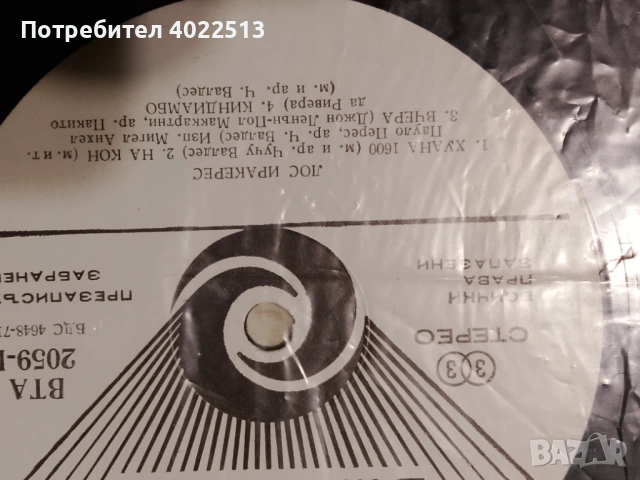 Потребител 4022513
ВТА
2059-
БДС 4648-
ПРЕЗАПИСЪТ
ЗАБРАНЕН
СТЕРЕО
33
ВСИЧКИ
ПРАВА
ЗАПАЗЕНИ
ЛОС ИРАКЕРЕС
1. ХУАНА 1600 (м. и ар. Чучу Валдес) 2. НА КОН (м. и т.
Пауло Перес, ар. Ч. Валдес) Изп. Мигел Анхел
3. ВЧЕРА (Джон Ленън-Пол Маккартни, ар. Пакито
да Ривера) 4. КИНДИАМБО
(м. и ар. Ч. Валдес)
BAZAR